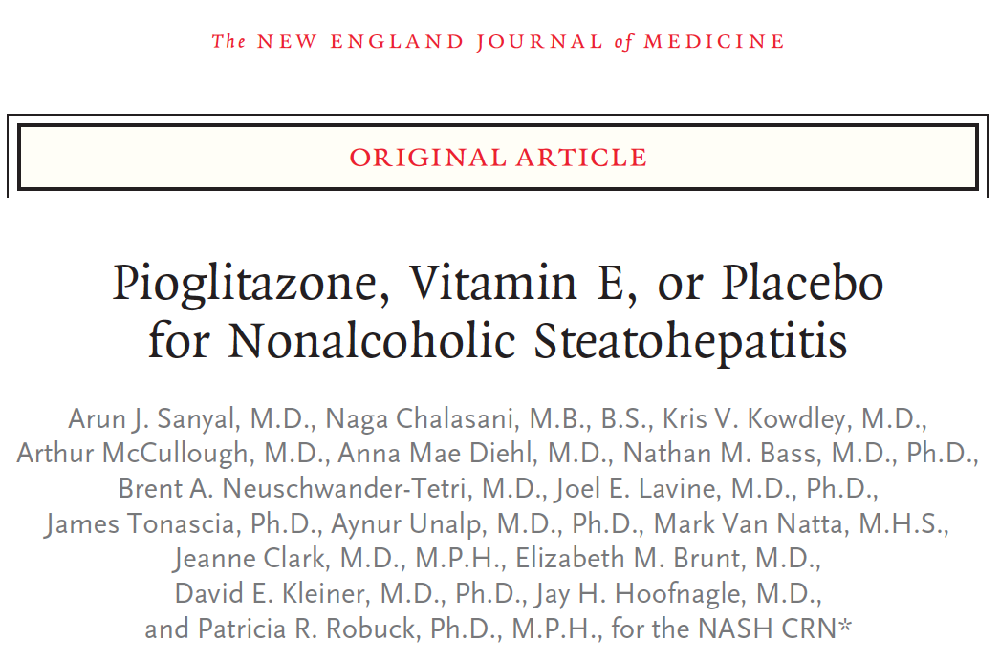 The NEW ENGLAND JOURNAL of MEDICINE
ORIGINAL ARTICLE
Pioglitazone, Vitamin E, or Placebo
for Nonalcoholic Steatohepatitis
Arun J. Sanyal, M.D., Naga Chalasani, M.B., B.S., Kris V. Kowdley, M.D.,
Arthur McCullough, M.D., Anna Mae Diehl, M.D., Nathan M. Bass, M.D., Ph.D.,
Brent A. Neuschwander-Tetri, M.D., Joel E. Lavine, M.D., Ph.D.,
James Tonascia, Ph.D., Aynur Unalp, M.D., Ph.D., Mark Van Natta, M.H.S.,
Jeanne Clark, M.D., M.P.H., Elizabeth M. Brunt, M.D.,
David E. Kleiner, M.D., Ph.D., Jay H. Hoofnagle, M.D.,
and Patricia R. Robuck, Ph.D., M.P.H., for the NASH CRN*